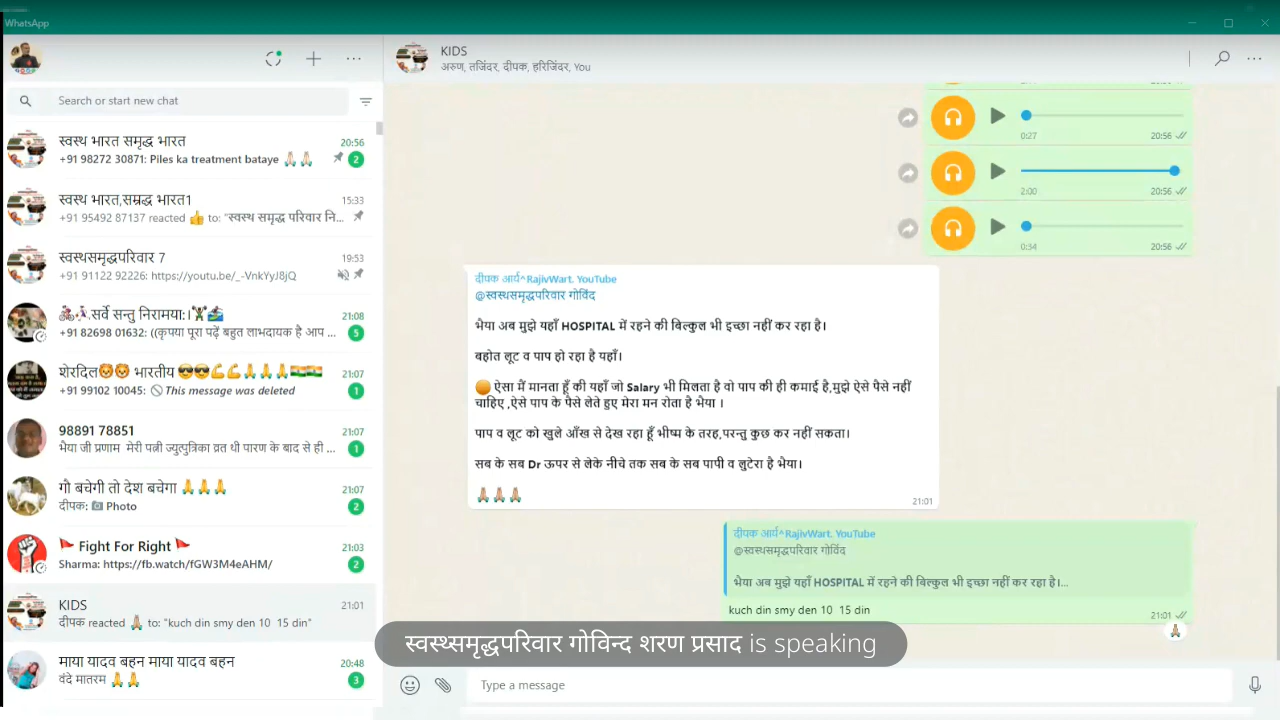 WhatsApp
KIDS
अरुण, तजिंदर, दीपक, हरिजिंदर, You
Search or start new chat
स्वस्थ भारत समृद्ध भारत
20:56
+91 98272 30871: Piles ka treatment bataye 🙏🏻 🙏🏻
2
स्वस्थ भारत,सम्रद्ध भारत1
15:33
+91 95492 87137 reacted 👍 to: "स्वस्थ समृद्ध परिवार नि...
स्वस्थसमृद्धपरिवार 7
19:53
+91 91122 92226: https://youtu.be/_-VnkYyJ8jQ
सर्वे सन्तु निरामया:।
21:08
+91 82698 01632: ((कृपया पूरा पढ़ें बहुत लाभदायक है आप ...
5
शेरदिल🦁🦁 भारतीय 😎😎💪💪🙏🙏🙏🇮🇳🇮🇳
21:07
+91 99102 10045: This message was deleted
1
98891 78851
21:07
भैया जी प्रणाम मेरी पत्नी ज्युत्पुत्रिका व्रत थी पारण के बाद से ही ...
1
गो बचेगी तो देश बचेगा 🙏🙏🙏
21:07
दीपक: 📷 Photo
2
🚩 Fight For Right 🚩
21:03
Sharma: https://fb.watch/fGW3M4eAHM/
2
KIDS
21:01
दीपक reacted 🙏🏻 to: "kuch din smy den 10 15 din"
माया यादव बहन माया यादव बहन
20:48
वंदे मातरम 🙏🙏
3
0:27
20:56
2:00
20:56
0:34
20:56
दीपक आर्य^RajivWart. YouTube
@स्वस्थसमृद्धपरिवार गोविंद
भैया अब मुझे यहाँ HOSPITAL में रहने की बिल्कुल भी इच्छा नहीं कर रहा है।
बहोत लूट व पाप हो रहा है यहाँ।
🟠 ऐसा मैं मानता हूँ की यहाँ जो Salary भी मिलता है वो पाप की ही कमाई है,मुझे ऐसे पैसे नहीं
चाहिए ,ऐसे पाप के पैसे लेते हुए मेरा मन रोता है भैया ।
पाप व लूट को खुले आँख से देख रहा हूँ भीष्म के तरह,परन्तु कुछ कर नहीं सकता।
सब के सब Dr ऊपर से लेके नीचे तक सब के सब पापी व लुटेरा है भैया।
🙏🏻 🙏🏻 🙏🏻
21:01
दीपक आर्य^RajivWart. YouTube
@स्वस्थसमृद्धपरिवार गोविंद
भैया अब मुझे यहाँ HOSPITAL में रहने की बिल्कुल भी इच्छा नहीं कर रहा है।...
kuch din smy den 10 15 din
21:01
स्वस्थ्समृद्धपरिवार गोविन्द शरण प्रसाद is speaking
Type a message